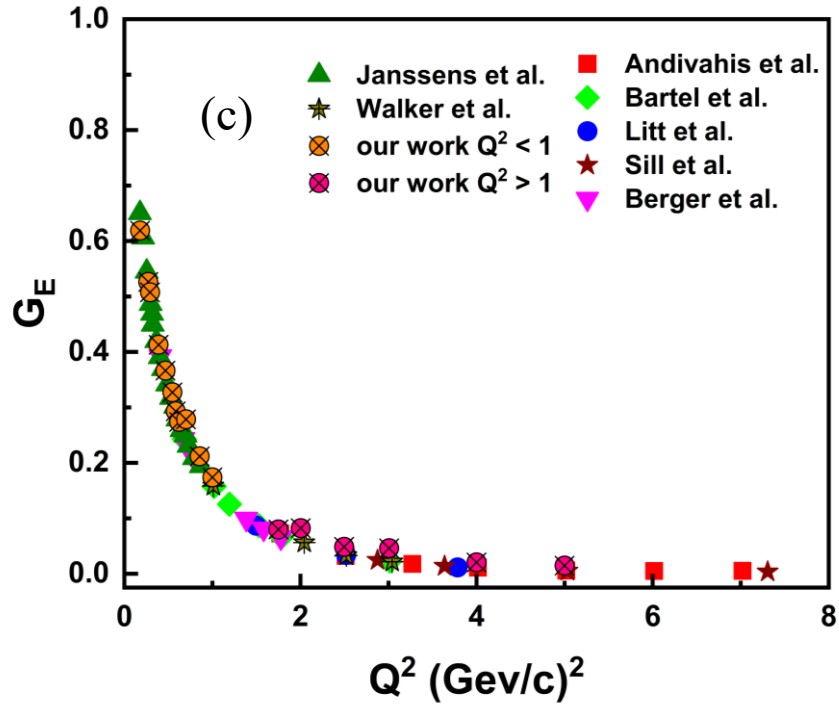 1.0
0.8
0.6
0.4
0.2
0.0
G_E
(c)
Janssens et al.
Walker et al.
our work Q² < 1
our work Q² > 1
Andivahis et al.
Bartel et al.
Litt et al.
Sill et al.
Berger et al.
0 2 4 6 8
Q² (Gev/c)²